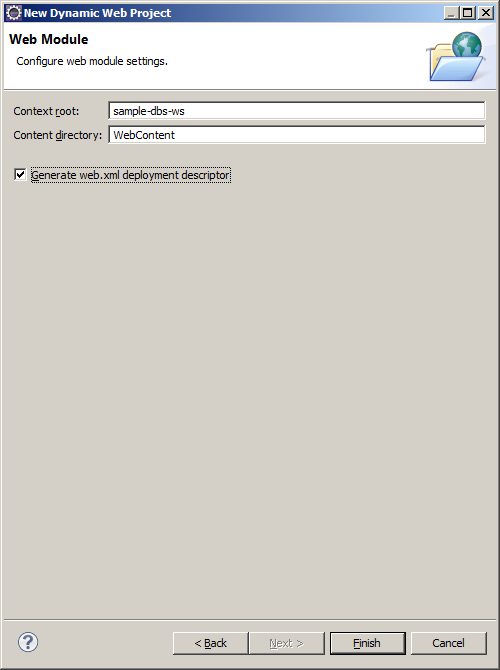 New Dynamic Web Project
Web Module
Configure web module settings.
Context root: sample-dbs-ws
Content directory: WebContent
Generate web.xml deployment descriptor
?
< Back Next > Finish Cancel